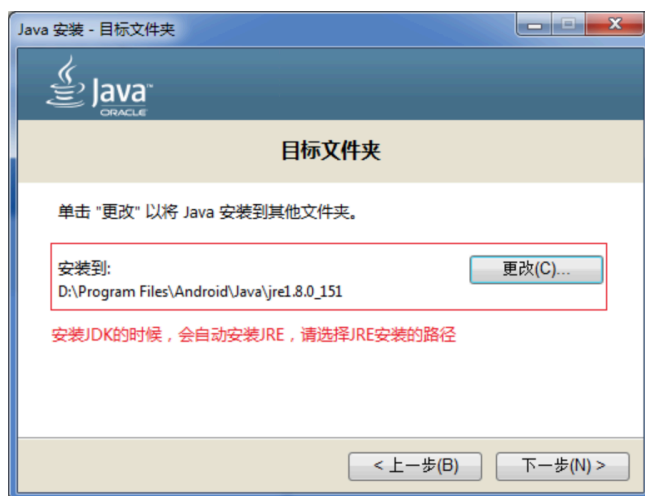 Java 安装 - 目标文件夹
Java™
ORACLE
目标文件夹
单击 "更改" 以将 Java 安装到其他文件夹。
安装到:
更改(C)...
D:\Program Files\Android\Java\jre1.8.0_151
安装JDK的时候，会自动安装JRE，请选择JRE安装的路径
< 上一步(B)
下一步(N) >